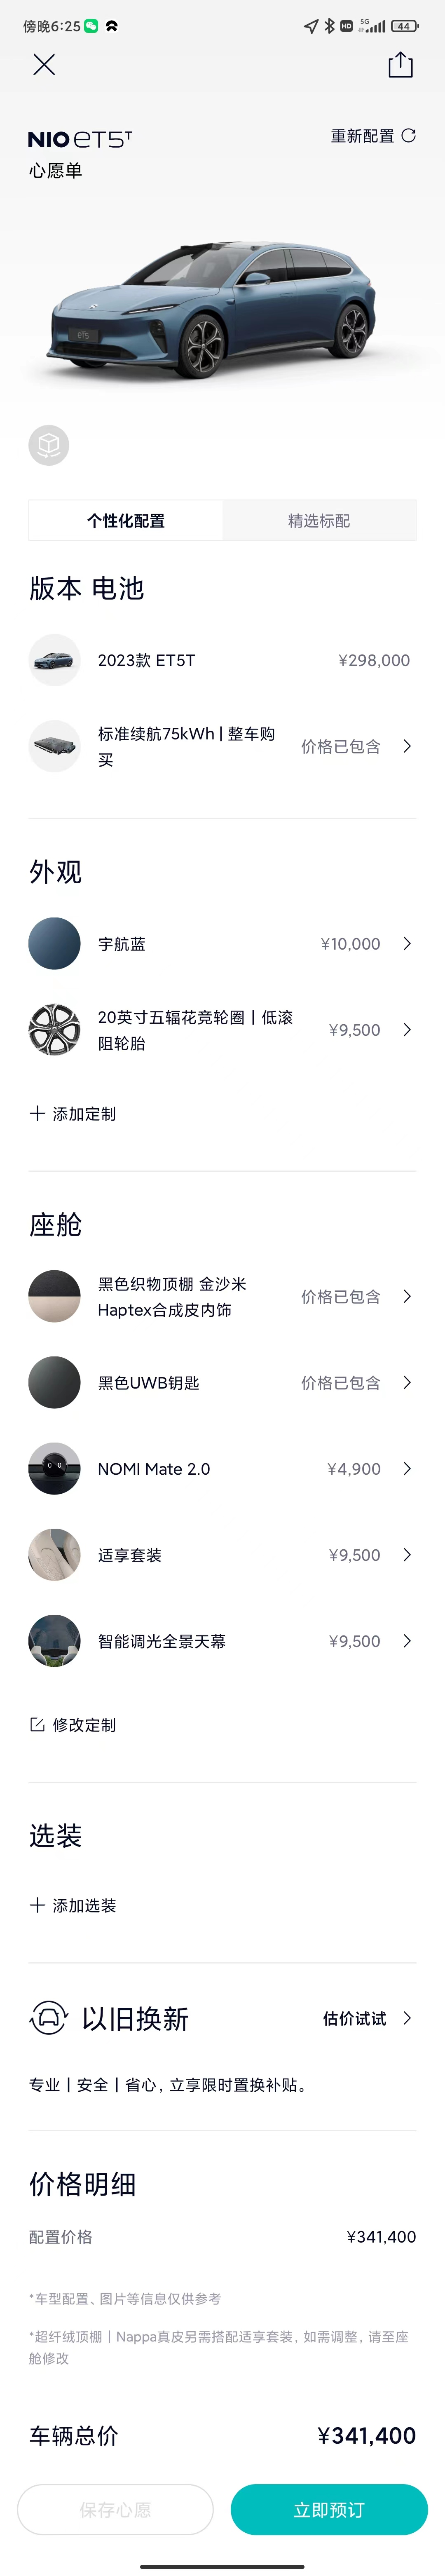 傍晚6:25
HD 5G 44
NIO ET5T
重新配置
心愿单
ET5
个性化配置 精选标配
版本 电池
2023款 ET5T ¥298,000
标准续航75kWh | 整车购
买
价格已包含
外观
宇航蓝 ¥10,000
20英寸五辐花竞轮圈 | 低滚
阻轮胎
¥9,500
添加定制
座舱
黑色织物顶棚 金沙米
Haptex合成皮内饰
价格已包含
黑色UWB钥匙 价格已包含
NOMI Mate 2.0 ¥4,900
适享套装 ¥9,500
智能调光全景天幕 ¥9,500
修改定制
选装
添加选装
以旧换新 估价试试
专业 | 安全 | 省心，立享限时置换补贴。
价格明细
配置价格 ¥341,400
*车型配置、图片等信息仅供参考
*超纤绒顶棚 | Nappa真皮另需搭配适享套装，如需调整，请至座
舱修改
车辆总价 ¥341,400
保存心愿 立即预订